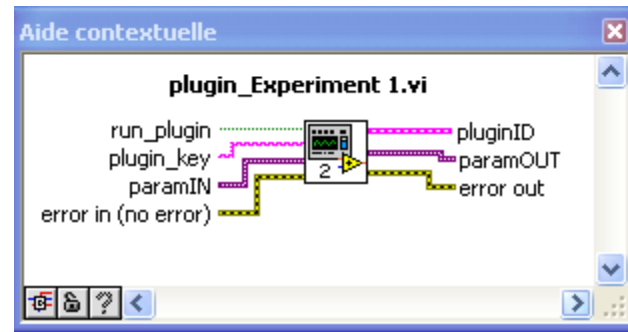 Aide contextuelle
plugin_Experiment 1.vi
run_plugin
plugin_key
paramIN
error in (no error)
2
pluginID
paramOUT
error out
?